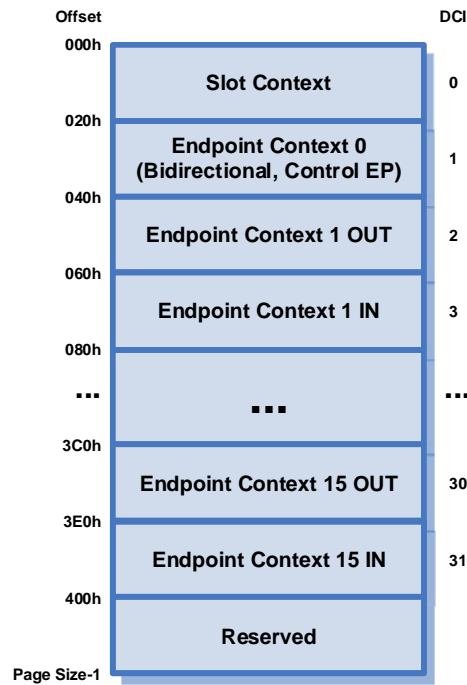 Offset DCI
000h
Slot Context 0
020h
Endpoint Context 0
(Bidirectional, Control EP) 1
040h
Endpoint Context 1 OUT 2
060h
Endpoint Context 1 IN 3
080h
... ... ...
3C0h
Endpoint Context 15 OUT 30
3E0h
Endpoint Context 15 IN 31
400h
Reserved
Page Size-1